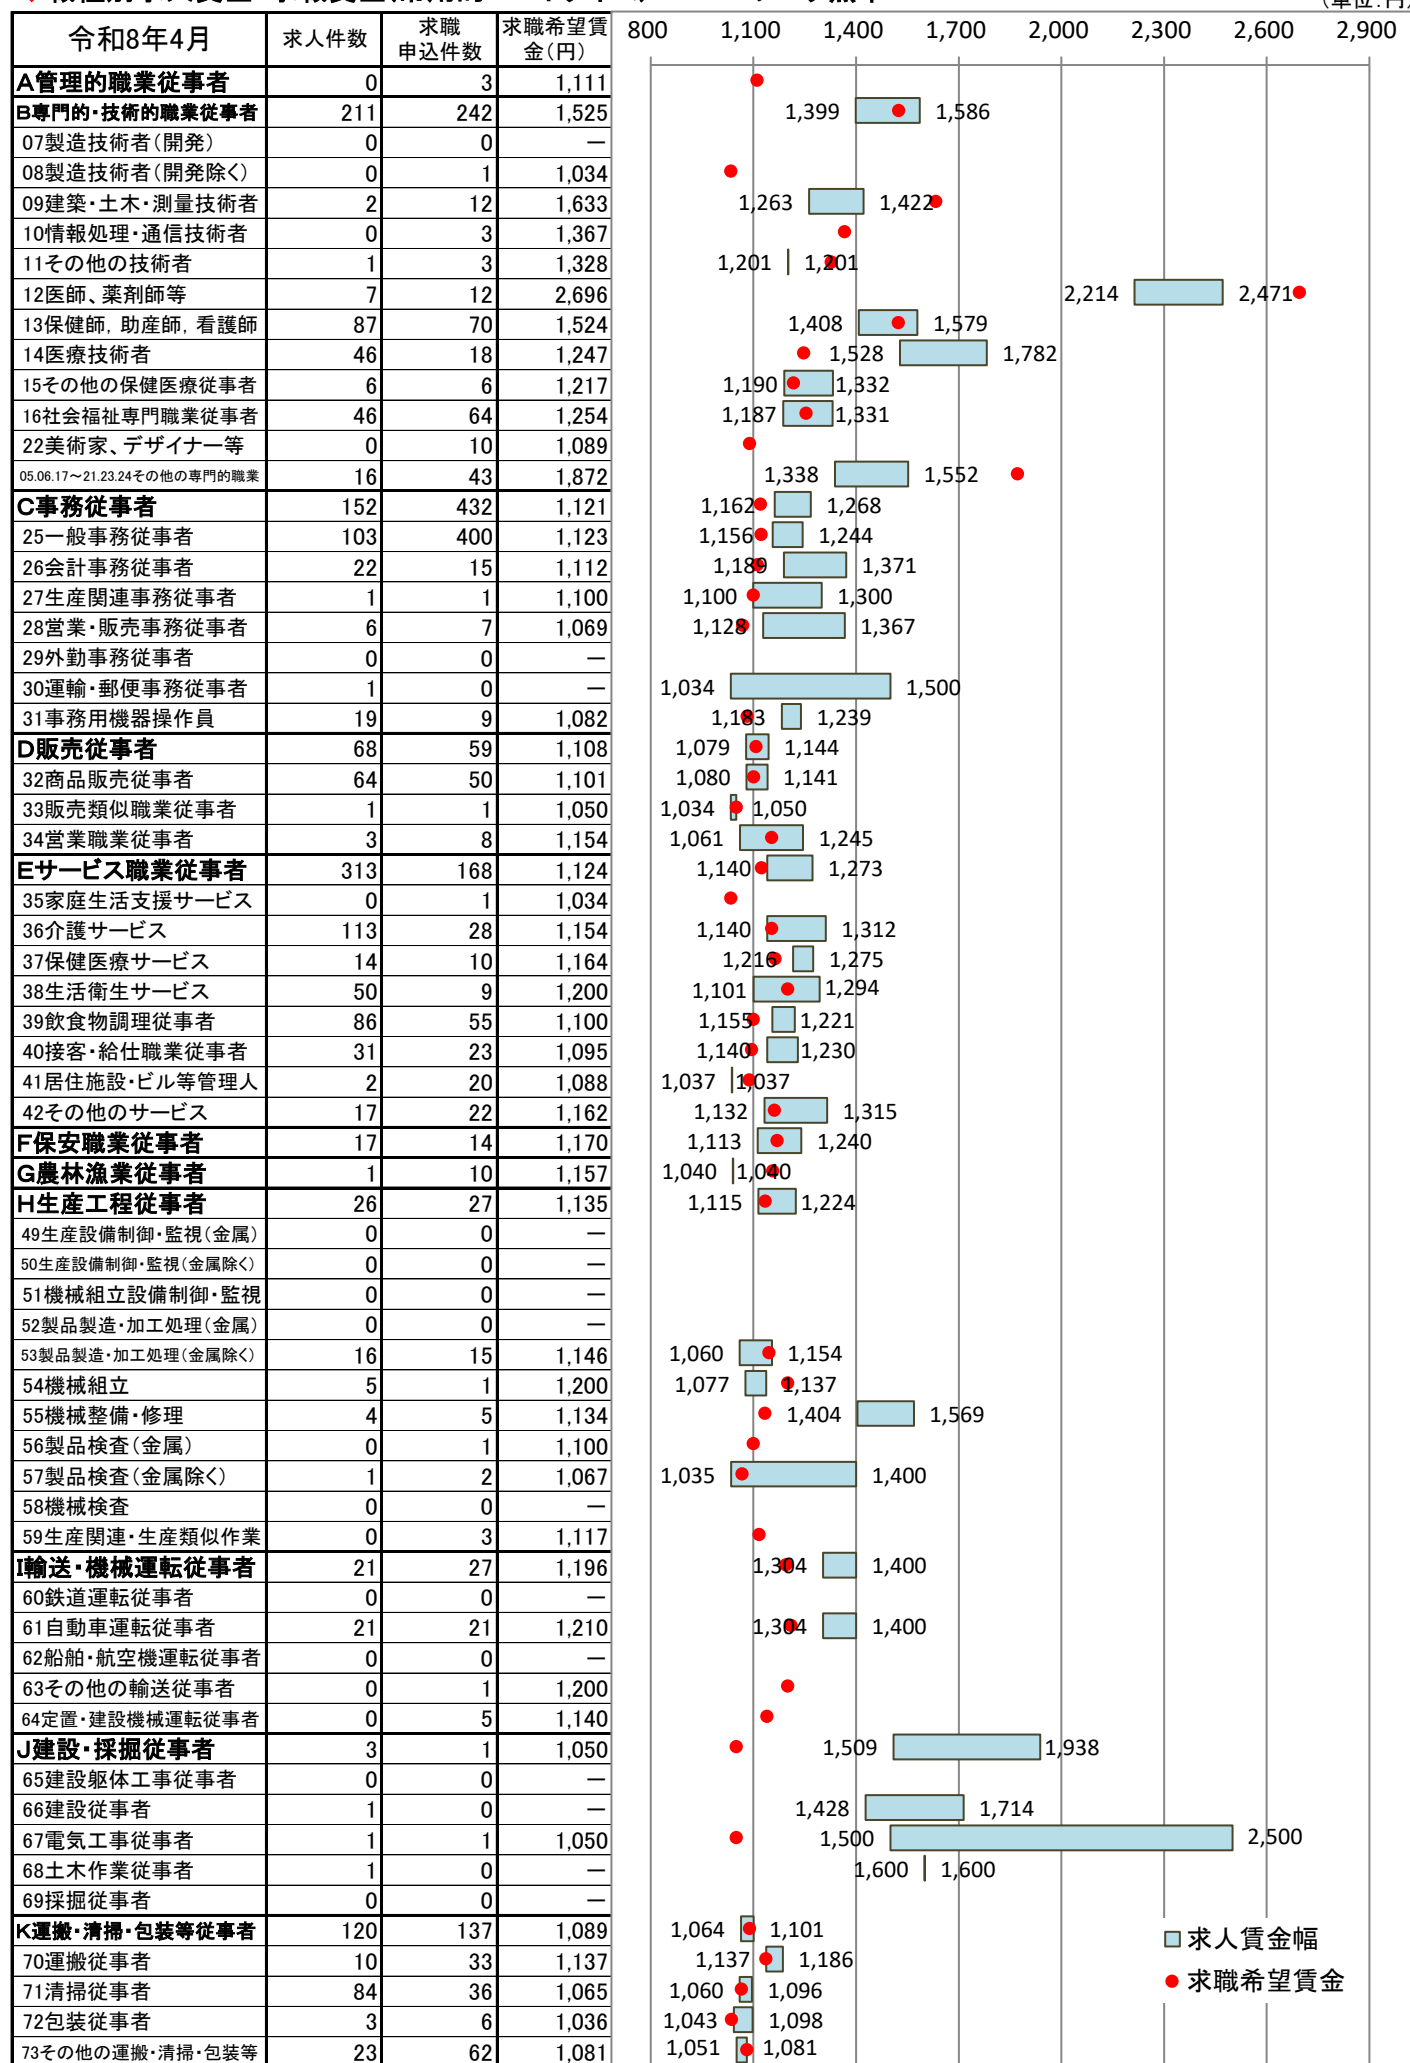 (単位:円)
令和8年4月 求人件数 求職申込件数 求職希望賃金(円) 800 1,100 1,400 1,700 2,000 2,300 2,600 2,900
A管理的職業従事者 0 3 1,111
B専門的・技術的職業従事者 211 242 1,525 1,399 1,586
07製造技術者(開発) 0 0 ―
08製造技術者(開発除く) 0 1 1,034
09建築・土木・測量技術者 2 12 1,633 1,263 1,422
10情報処理・通信技術者 0 3 1,367
11その他の技術者 1 3 1,328 1,201 1,201
12医師、薬剤師等 7 12 2,696 2,214 2,471
13保健師,助産師,看護師 87 70 1,524 1,408 1,579
14医療技術者 46 18 1,247 1,528 1,782
15その他の保健医療従事者 6 6 1,217 1,190 1,332
16社会福祉専門職業従事者 46 64 1,254 1,187 1,331
22美術家、デザイナー等 0 10 1,089
05.06.17～21.23.24その他の専門的職業 16 43 1,872 1,338 1,552
C事務従事者 152 432 1,121 1,162 1,268
25一般事務従事者 103 400 1,123 1,156 1,244
26会計事務従事者 22 15 1,112 1,189 1,371
27生産関連事務従事者 1 1 1,100 1,100 1,300
28営業・販売事務従事者 6 7 1,069 1,128 1,367
29外勤事務従事者 0 0 ―
30運輸・郵便事務従事者 1 0 ― 1,034 1,500
31事務用機器操作員 19 9 1,082 1,183 1,239
D販売従事者 68 59 1,108 1,079 1,144
32商品販売従事者 64 50 1,101 1,080 1,141
33販売類似職業従事者 1 1 1,050 1,034 1,050
34営業職業従事者 3 8 1,154 1,061 1,245
Eサービス職業従事者 313 168 1,124 1,140 1,273
35家庭生活支援サービス 0 1 1,034
36介護サービス 113 28 1,154 1,140 1,312
37保健医療サービス 14 10 1,164 1,216 1,275
38生活衛生サービス 50 9 1,200 1,101 1,294
39飲食物調理従事者 86 55 1,100 1,155 1,221
40接客・給仕職業従事者 31 23 1,095 1,140 1,230
41居住施設・ビル等管理人 2 20 1,088 1,037 1,037
42その他のサービス 17 22 1,162 1,132 1,315
F保安職業従事者 17 14 1,170 1,113 1,240
G農林漁業従事者 1 10 1,157 1,040 1,040
H生産工程従事者 26 27 1,135 1,115 1,224
49生産設備制御・監視(金属) 0 0 ―
50生産設備制御・監視(金属除く) 0 0 ―
51機械組立設備制御・監視 0 0 ―
52製品製造・加工処理(金属) 0 0 ―
53製品製造・加工処理(金属除く) 16 15 1,146 1,060 1,154
54機械組立 5 1 1,200 1,077 1,137
55機械整備・修理 4 5 1,134 1,404 1,569
56製品検査(金属) 0 1 1,100
57製品検査(金属除く) 1 2 1,067 1,035 1,400
58機械検査 0 0 ―
59生産関連・生産類似作業 0 3 1,117
I輸送・機械運転従事者 21 27 1,196 1,304 1,400
60鉄道運転従事者 0 0 ―
61自動車運転従事者 21 21 1,210 1,304 1,400
62船舶・航空機運転従事者 0 0 ―
63その他の輸送従事者 0 1 1,200
64定置・建設機械運転従事者 0 5 1,140
J建設・採掘従事者 3 1 1,050 1,509 1,938
65建設躯体工事従事者 0 0 ―
66建設従事者 1 0 ― 1,428 1,714
67電気工事従事者 1 1 1,050 1,500 2,500
68土木作業従事者 1 0 ― 1,600 1,600
69採掘従事者 0 0 ―
K運搬・清掃・包装等従事者 120 137 1,089 1,064 1,101 求人賃金幅
70運搬従事者 10 33 1,137 1,137 1,186 求職希望賃金
71清掃従事者 84 36 1,065 1,060 1,096
72包装従事者 3 6 1,036 1,043 1,098
73その他の運搬・清掃・包装等 23 62 1,081 1,051 1,081